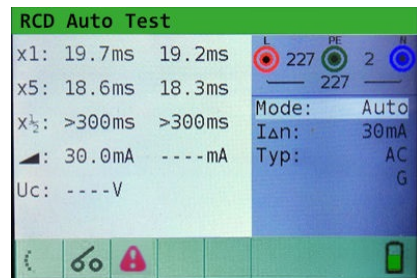 RCD Auto Test
x1: 19.7ms 19.2ms
x5: 18.6ms 18.3ms
x½: >300ms >300ms
◢: 30.0mA ----mA
Uc: ----V
L PE N
227 2
227
Mode: Auto
IΔn: 30mA
Typ: AC
G